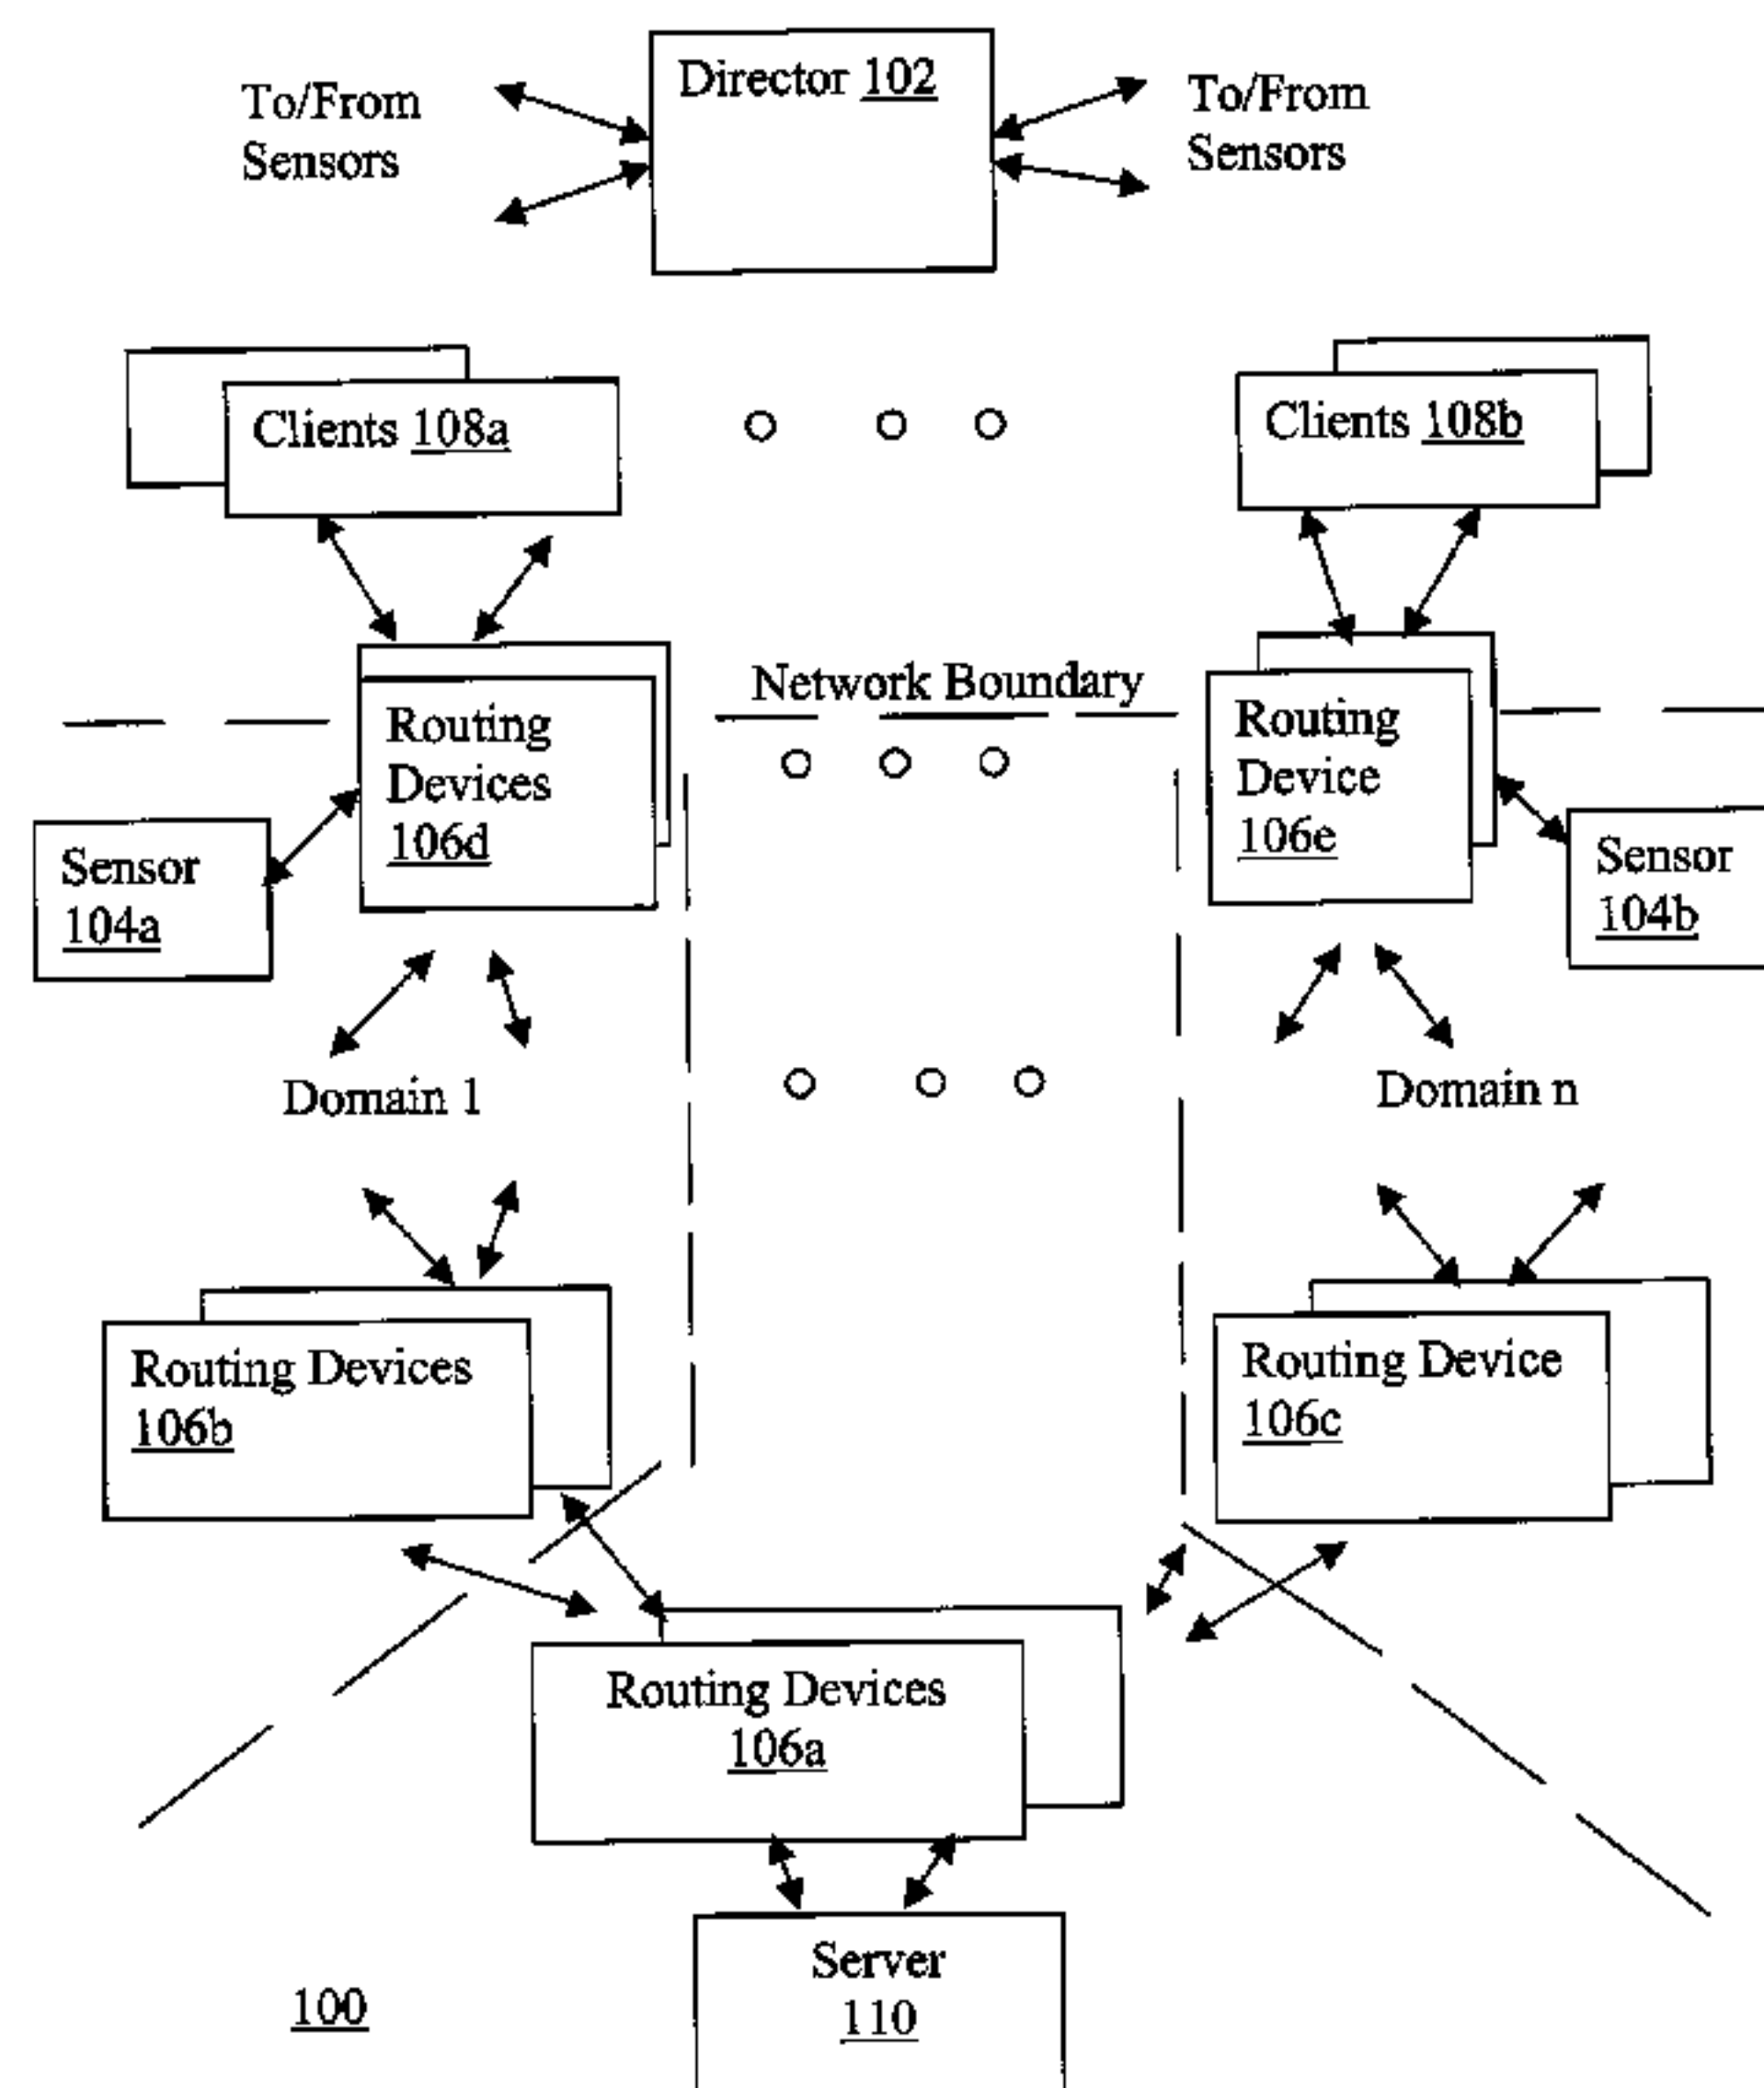 Director 102
To/From
Sensors
To/From
Sensors
Clients 108a
Clients 108b
Network Boundary
Routing
Devices
106d
Routing
Device
106e
Sensor
104a
Sensor
104b
Domain 1
Domain n
Routing Devices
106b
Routing Device
106c
Routing Devices
106a
Server
110
100